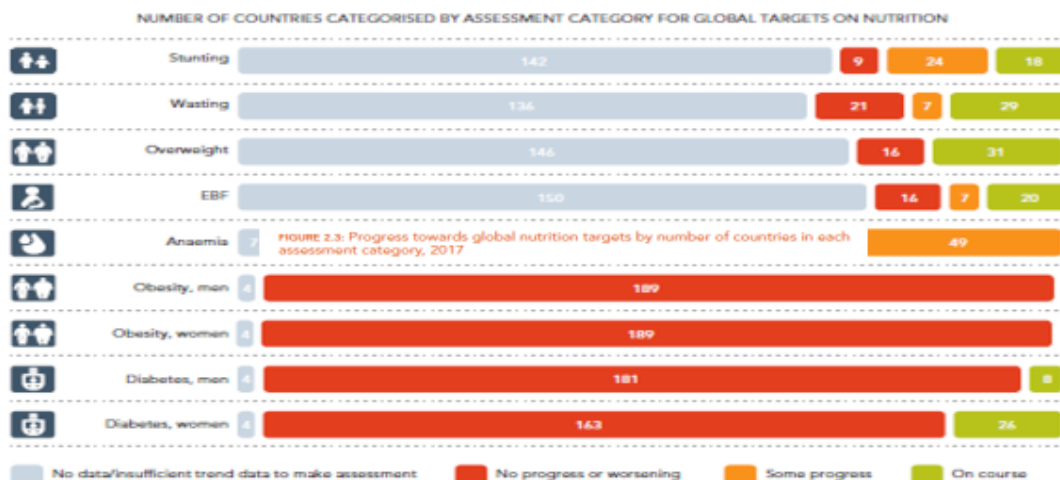 NUMBER OF COUNTRIES CATEGORISED BY ASSESSMENT CATEGORY FOR GLOBAL TARGETS ON NUTRITION
Stunting 142 9 24 18
Wasting 136 21 7 29
Overweight 146 16 31
EBF 150 16 7 20
Anaemia 7 49
FIGURE 2.3: Progress towards global nutrition targets by number of countries in each
assessment category, 2017
Obesity, men 4 189
Obesity, women 4 189
Diabetes, men 4 181 8
Diabetes, women 4 163 26
No data/insufficient trend data to make assessment No progress or worsening Some progress On course